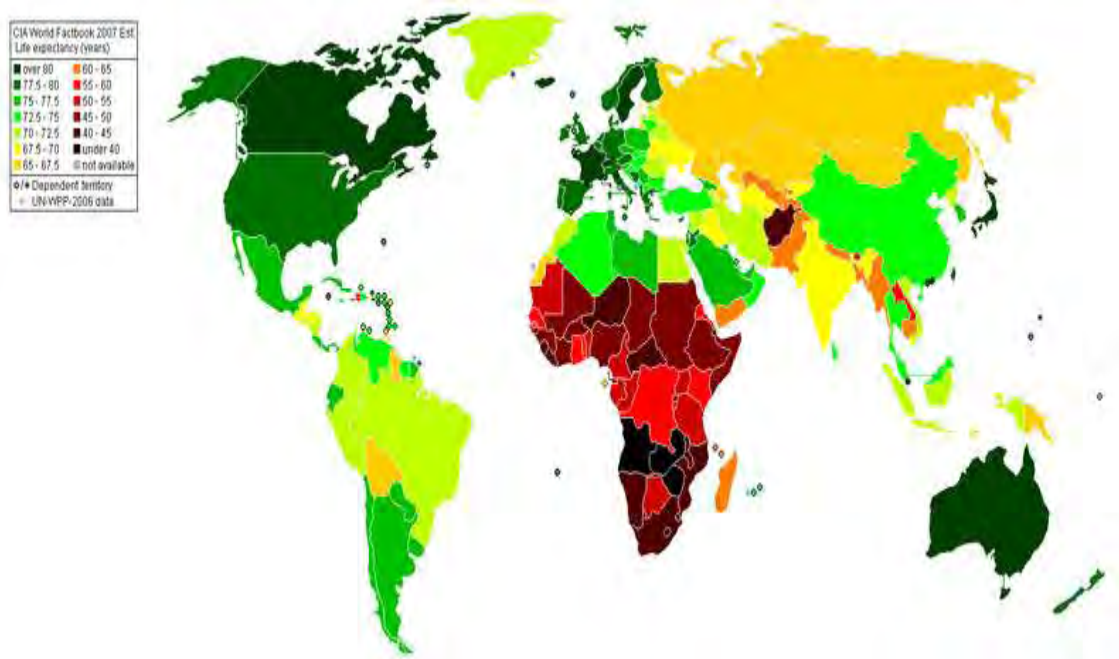 CIA World Factbook 2007 Est.
Life expectancy (years)
over 80
77.5 - 80
75 - 77.5
72.5 - 75
70 - 72.5
67.5 - 70
65 - 67.5
60 - 65
55 - 60
50 - 55
45 - 50
40 - 45
under 40
not available
Dependent territory
UN-WPP-2006 data